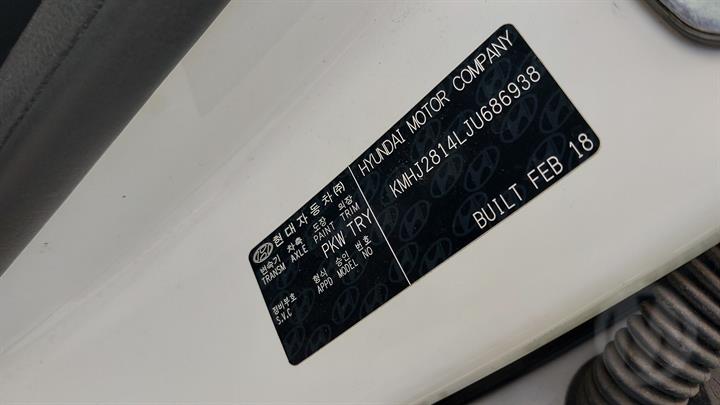 현대자동차(주)
변속기 차축 도장 외장
TRANSM AXLE PAINT TRIM
PKW TRY
형식 승인 번호
APPD MODEL NO
정비부호
S.V.C
HYUNDAI MOTOR COMPANY
KMHJ2814LJU686938
BUILT FEB 18